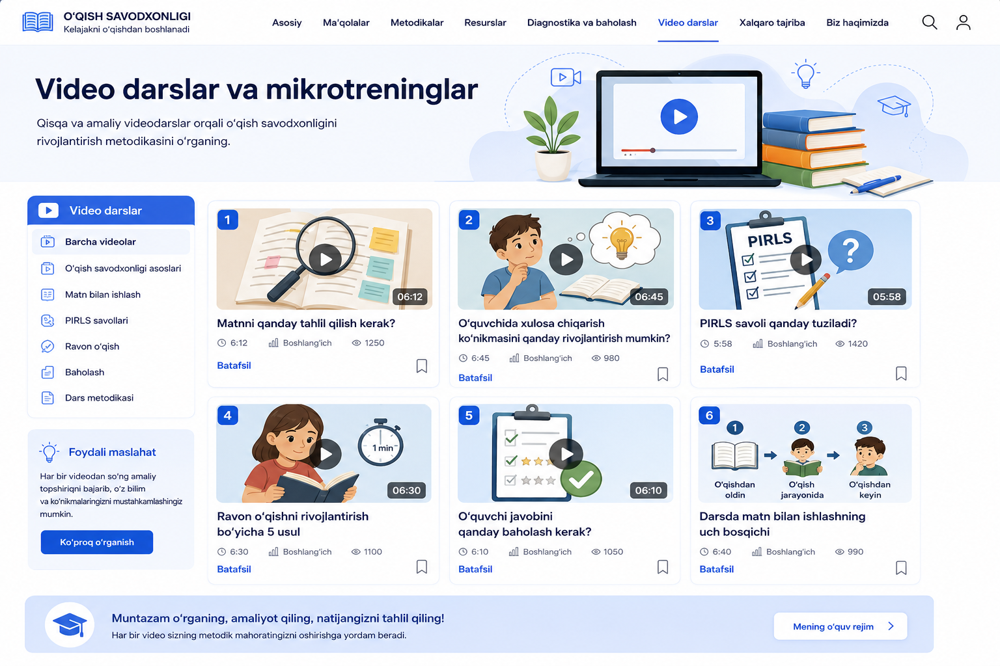 O‘QISH SAVODXONLIGI
Kelajakni o‘qishdan boshlanadi
Asosiy
Ma‘qolalar
Metodikalar
Resurslar
Diagnostika va baholash
Video darslar
Xalqaro tajriba
Biz haqimizda
Video darslar va mikrotreninglar
Qisqa va amaliy videodarslar orqali o‘qish savodxonligini
rivojlantirish metodikasini o‘rganing.
Video darslar
Barcha videolar
O‘qish savodxonligi asoslari
Matn bilan ishlash
PIRLS savollari
Ravon o‘qish
Baholash
Dars metodikasi
Foydali maslahat
Har bir videodan so‘ng amaliy
topshiriqni bajarib, o‘z bilim
va ko‘nikmalaringizni mustahkamlashingiz
mumkin.
Ko‘proq o‘rganish
1
06:12
Matnni qanday tahlil qilish kerak?
6:12
Boshlang‘ich
1250
Batafsil
2
06:45
O‘quvchida xulosa chiqarish
ko‘nikmasini qanday rivojlantirish mumkin?
6:45
Boshlang‘ich
980
Batafsil
3
PIRLS
?
05:58
PIRLS savoli qanday tuziladi?
5:58
Boshlang‘ich
1420
Batafsil
4
1 min
06:30
Ravon o‘qishni rivojlantirish
bo‘yicha 5 usul
6:30
Boshlang‘ich
1100
Batafsil
5
06:10
O‘quvchi javobini
qanday baholash kerak?
6:10
Boshlang‘ich
1050
Batafsil
6
1
2
3
O‘qishdan
oldin
O‘qish
jarayonida
O‘qishdan
keyin
Darsda matn bilan ishlashning
uch bosqichi
6:40
Boshlang‘ich
990
Batafsil
Muntazam o‘rganing, amaliyot qiling, natijangizni tahlil qiling!
Har bir video sizning metodik mahoratingizni oshirishga yordam beradi.
Mening o‘quv rejim